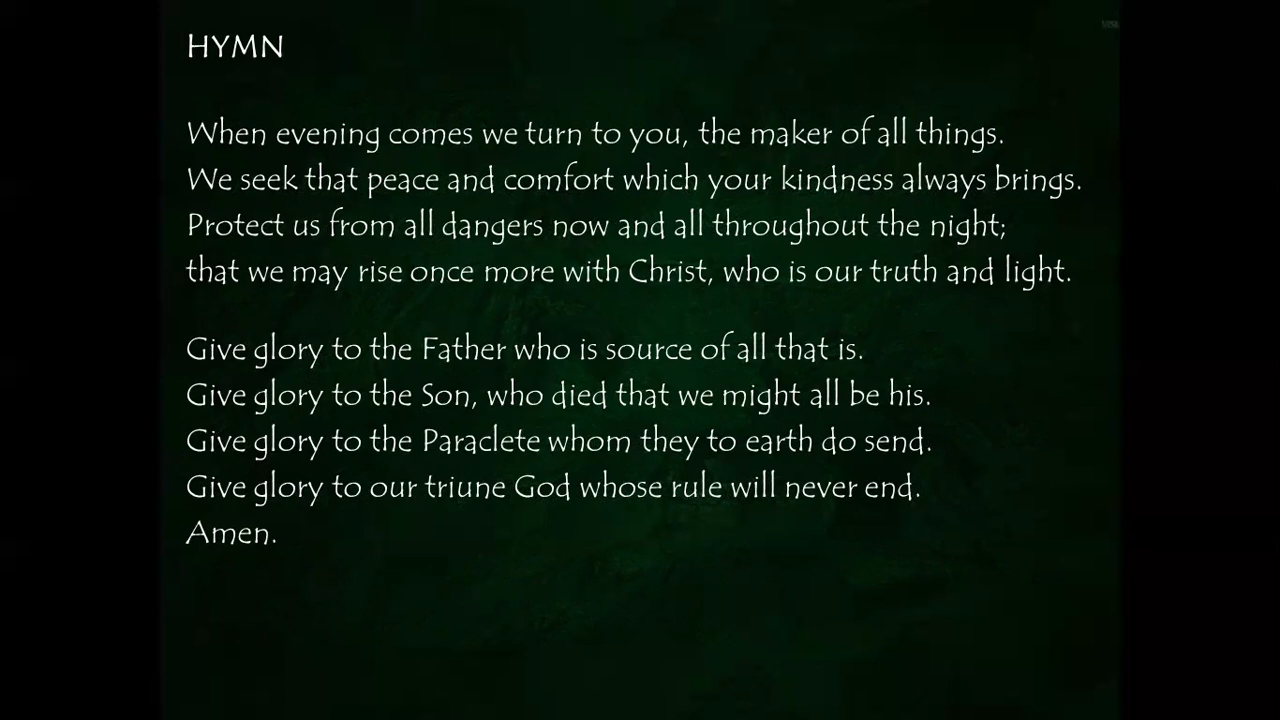 HYMN
When evening comes we turn to you, the maker of all things.
We seek that peace and comfort which your kindness always brings.
Protect us from all dangers now and all throughout the night;
that we may rise once more with Christ, who is our truth and light.
Give glory to the Father who is source of all that is.
Give glory to the Son, who died that we might all be his.
Give glory to the Paraclete whom they to earth do send.
Give glory to our triune God whose rule will never end.
Amen.